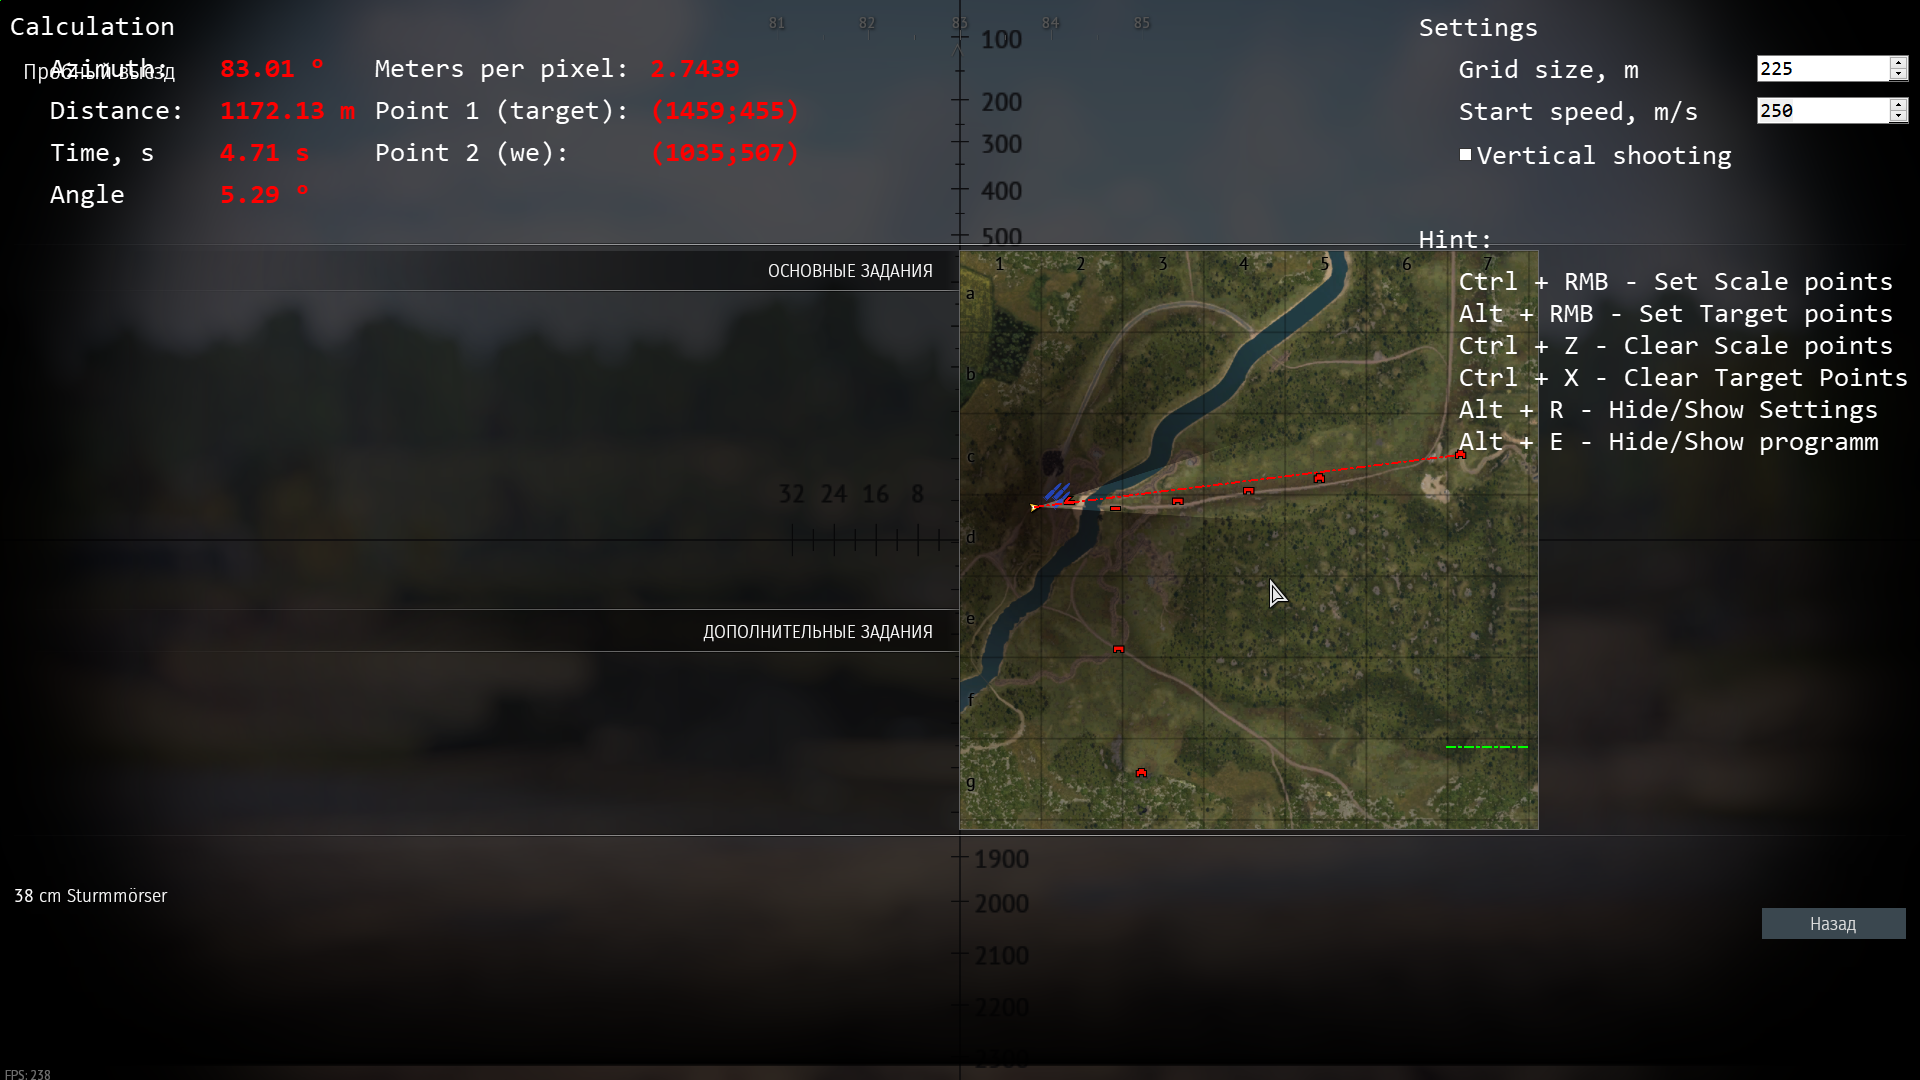 Calculation
Пробный выезд
Azimuth: 83.01 °
Distance: 1172.13 m
Time, s 4.71 s
Angle 5.29 °
Meters per pixel: 2.7439
Point 1 (target): (1459;455)
Point 2 (we): (1035;507)
81 82 83 84 85
100
200
300
400
500
Settings
Grid size, m 225
Start speed, m/s 250
Vertical shooting
Hint:
Ctrl + RMB - Set Scale points
Alt + RMB - Set Target points
Ctrl + Z - Clear Scale points
Ctrl + X - Clear Target Points
Alt + R - Hide/Show Settings
Alt + E - Hide/Show programm
ОСНОВНЫЕ ЗАДАНИЯ
1 2 3 4 5 6 7
a
b
c
d
e
f
g
32 24 16 8
ДОПОЛНИТЕЛЬНЫЕ ЗАДАНИЯ
1900
2000
2100
2200
2300
38 cm Sturmmörser
Назад
FPS: 238